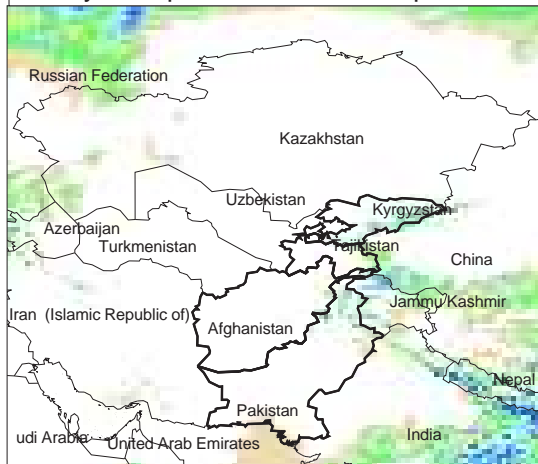 Russian Federation
Kazakhstan
Uzbekistan
Kyrgyzstan
Azerbaijan
Turkmenistan
Tajikistan
China
Jammu Kashmir
Iran (Islamic Republic of)
Afghanistan
Nepal
Pakistan
udi Arabia
United Arab Emirates
India